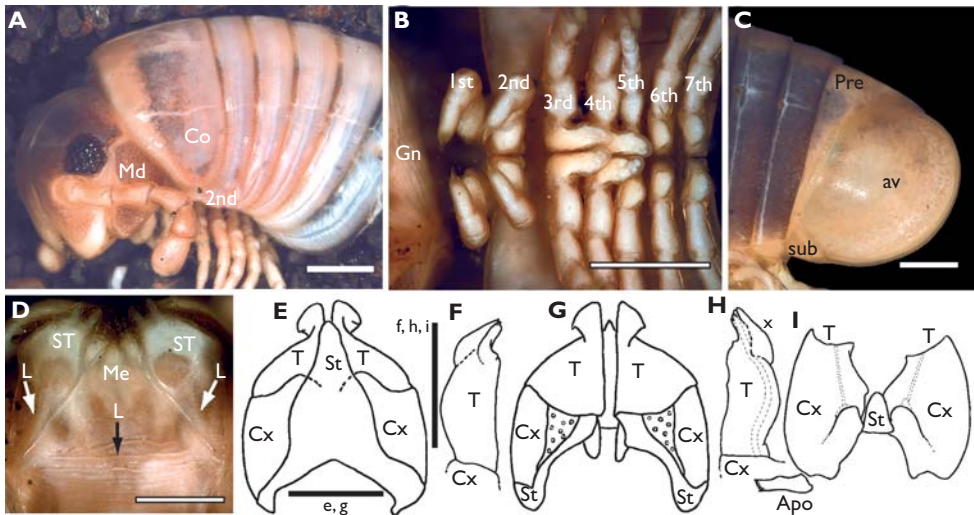 A
Co
Md
2nd
B
1st
2nd
3rd
4th
5th
6th
7th
Gn
C
Pre
av
sub
D
ST
ST
L
Me
L
L
E
T
St
T
Cx
Cx
e, g
f, h, i
F
T
Cx
G
T
T
Cx
Cx
St
St
H
x
T
Cx
Apo
I
T
T
Cx
St
Cx